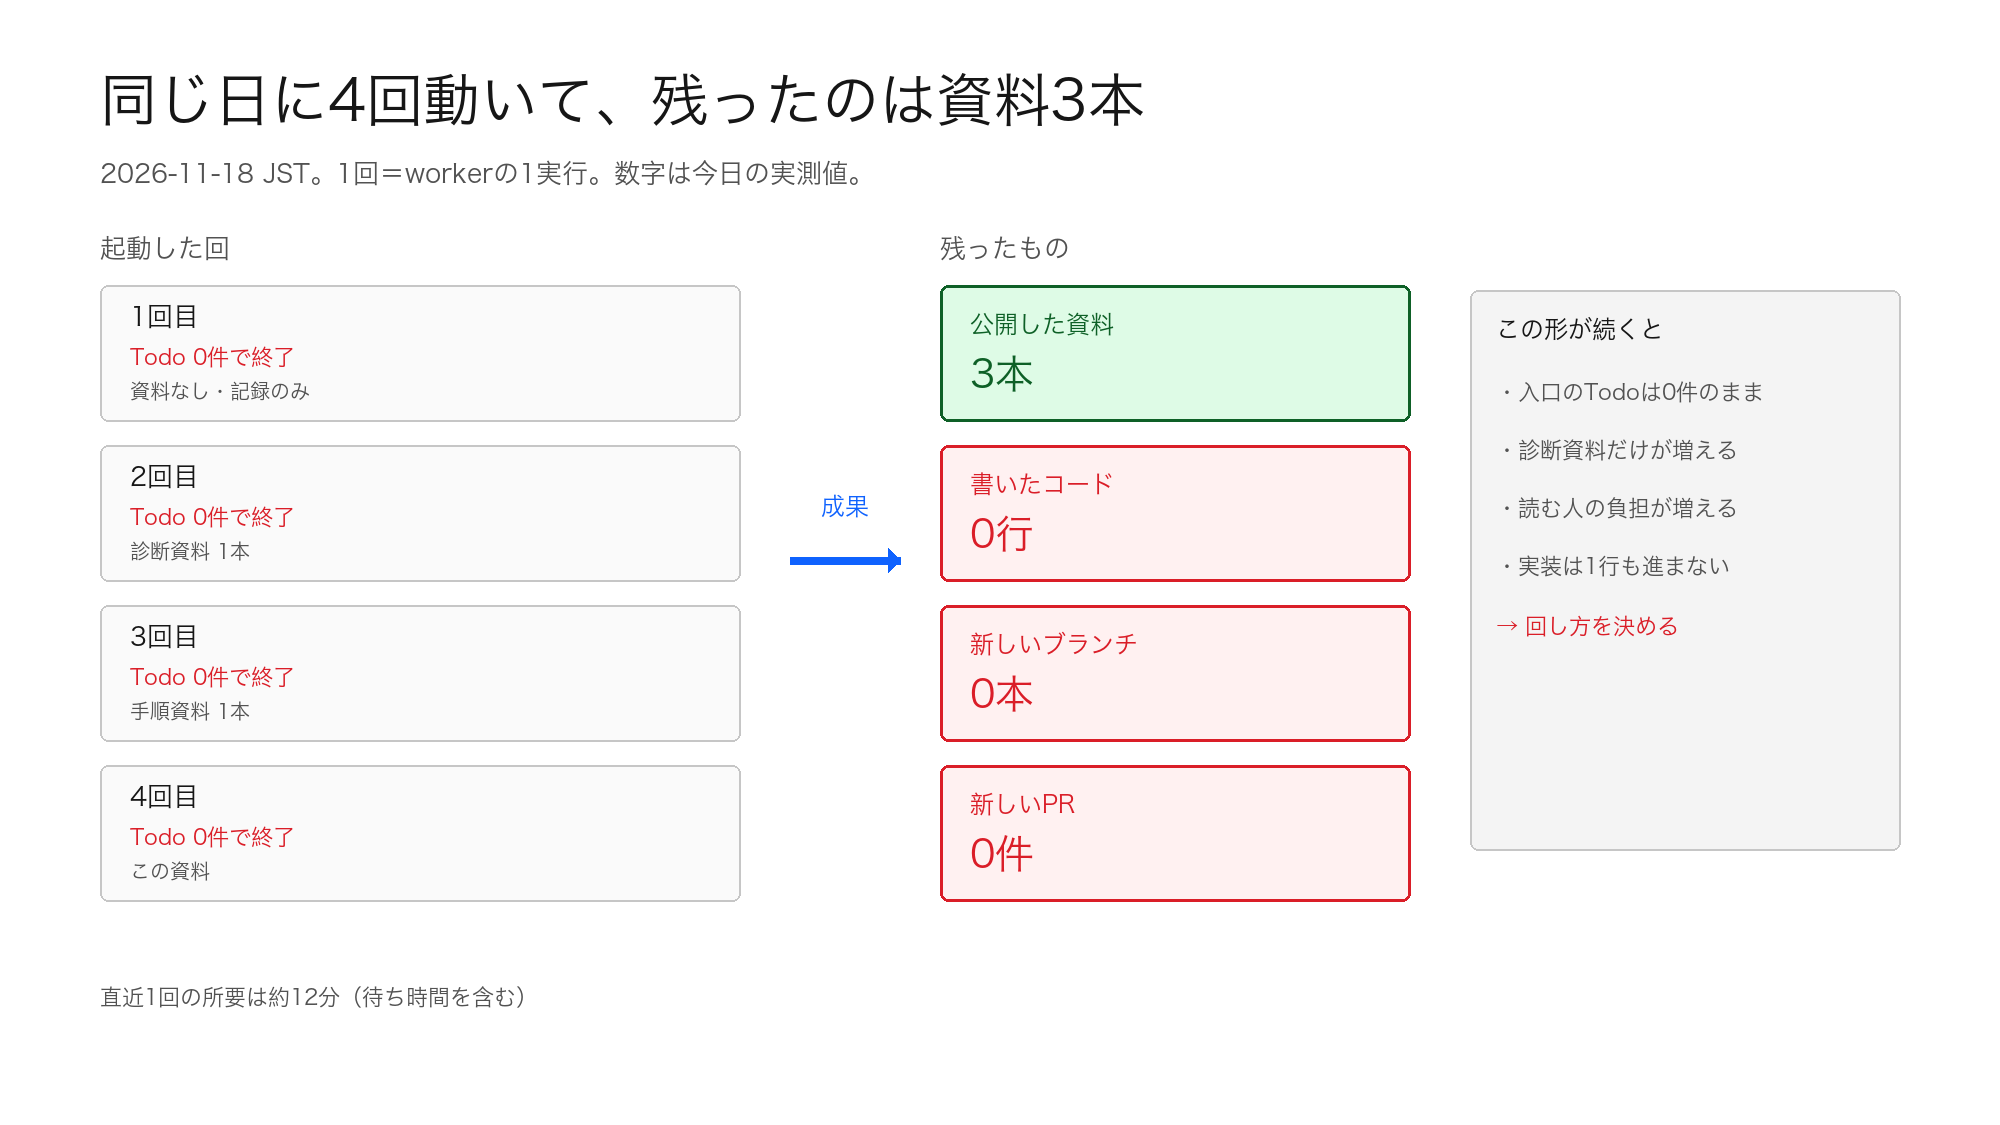 同じ日に4回動いて、残ったのは資料3本
2026-11-18 JST。1回＝workerの1実行。数字は今日の実測値。
起動した回
1回目
Todo 0件で終了
資料なし・記録のみ
2回目
Todo 0件で終了
診断資料 1本
3回目
Todo 0件で終了
手順資料 1本
4回目
Todo 0件で終了
この資料
成果
残ったもの
公開した資料
3本
書いたコード
0行
新しいブランチ
0本
新しいPR
0件
この形が続くと
・入口のTodoは0件のまま
・診断資料だけが増える
・読む人の負担が増える
・実装は1行も進まない
→ 回し方を決める
直近1回の所要は約12分（待ち時間を含む）